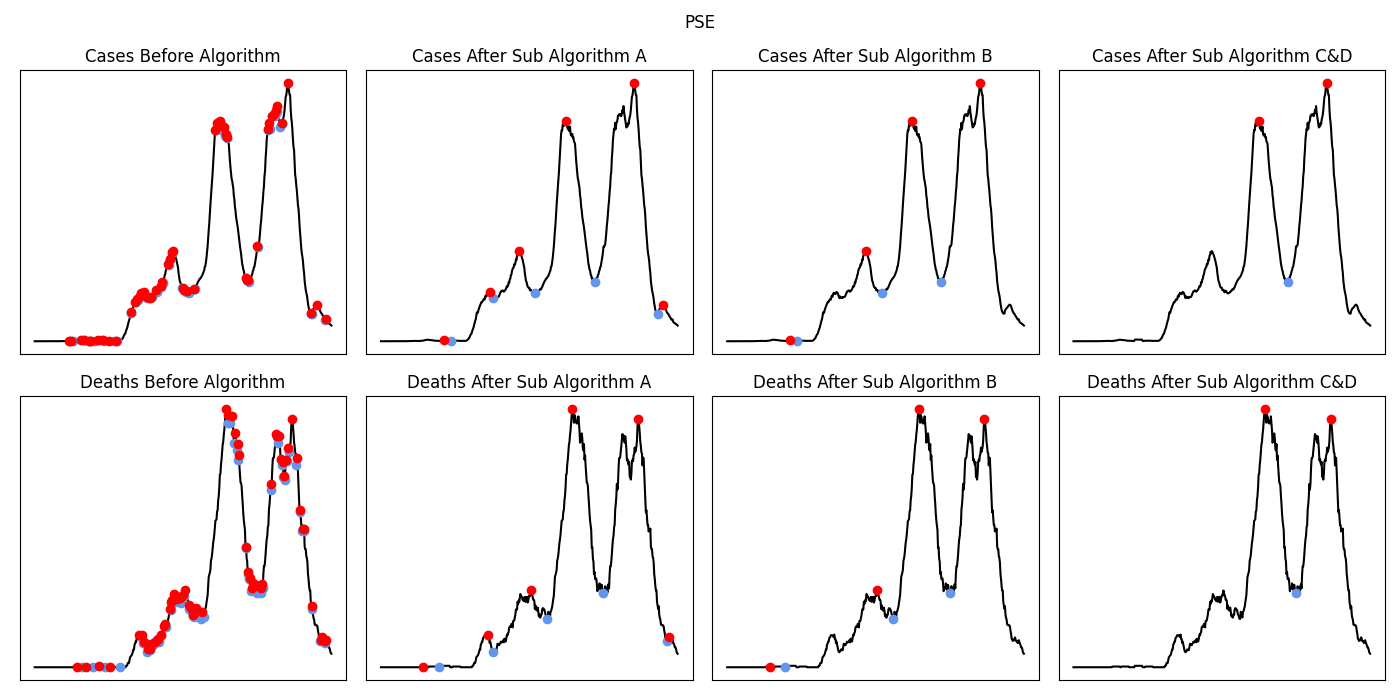 PSE
Cases Before Algorithm
Cases After Sub Algorithm A
Cases After Sub Algorithm B
Cases After Sub Algorithm C&D
Deaths Before Algorithm
Deaths After Sub Algorithm A
Deaths After Sub Algorithm B
Deaths After Sub Algorithm C&D